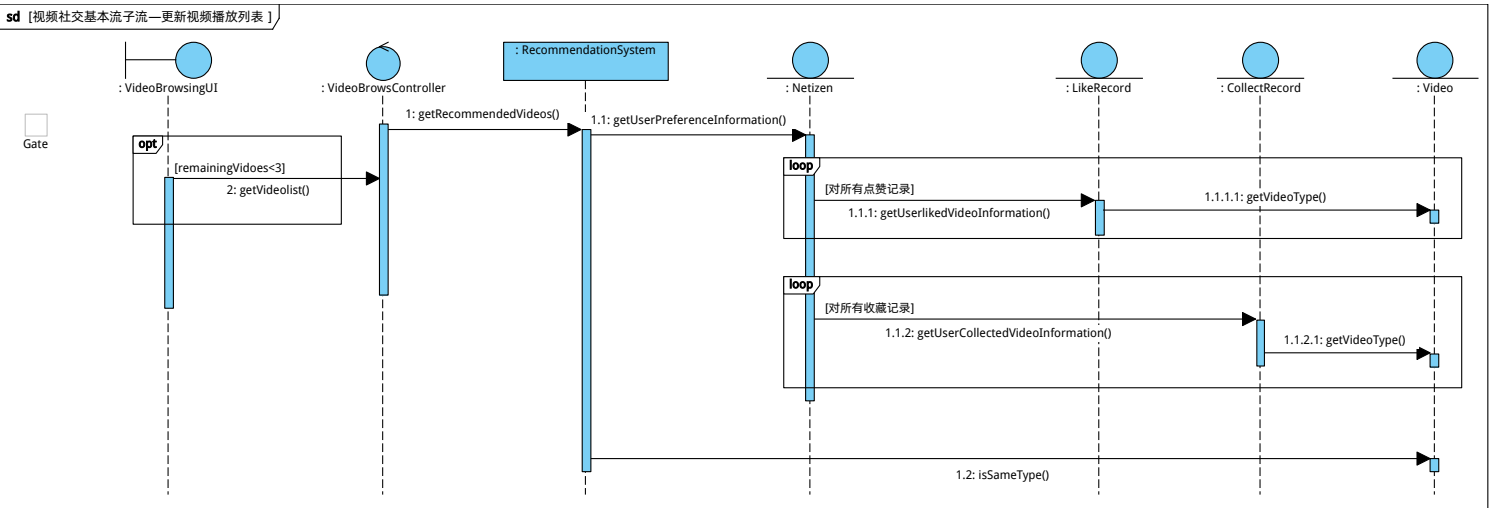 sd [视频社交基本流子流—更新视频播放列表 ]
: VideoBrowsingUI
: VideoBrowsController
: RecommendationSystem
: Netizen
: LikeRecord
: CollectRecord
: Video
Gate
1: getRecommendedVideos()
1.1: getUserPreferenceInformation()
opt
[remainingVidoes<3]
2: getVideolist()
loop
[对所有点赞记录]
1.1.1: getUserlikedVideoInformation()
1.1.1.1: getVideoType()
loop
[对所有收藏记录]
1.1.2: getUserCollectedVideoInformation()
1.1.2.1: getVideoType()
1.2: isSameType()